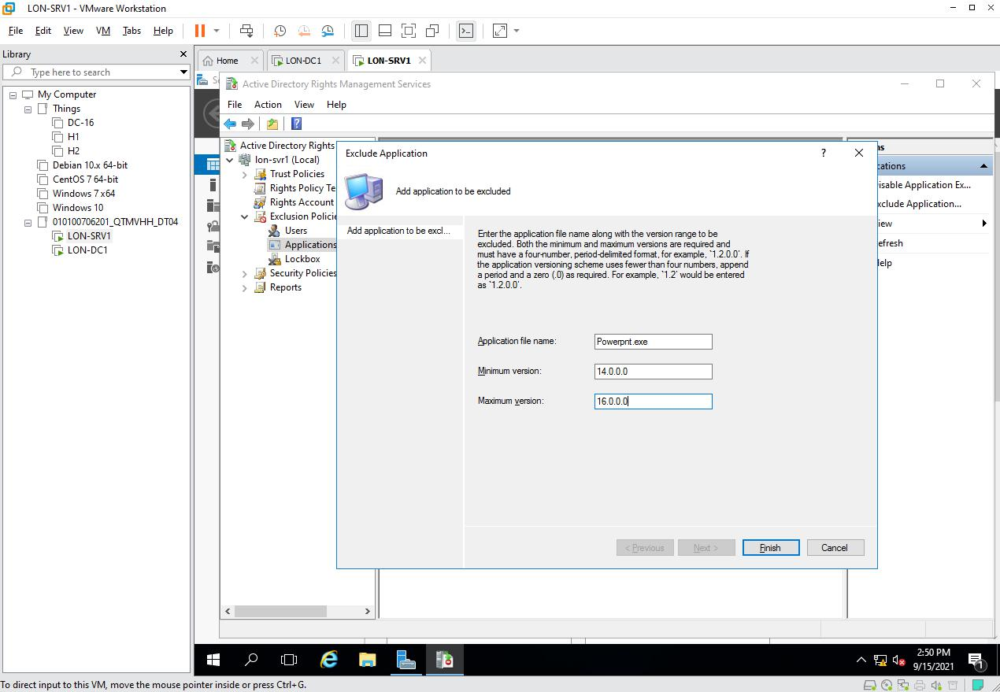 LON-SRV1 - VMware Workstation
File Edit View VM Tabs Help
Library
Type here to search
My Computer
Things
DC-16
H1
H2
Debian 10.x 64-bit
CentOS 7 64-bit
Windows 7 x64
Windows 10
010100706201_QTMVHH_DT04
LON-SRV1
LON-DC1
Home
LON-DC1
LON-SRV1
Se
Active Directory Rights Management Services
File Action View Help
Active Directory Rights
lon-svr1 (Local)
Trust Policies
Rights Policy Te
Rights Account
Exclusion Policie
Users
Applications
Lockbox
Security Policies
Reports
Exclude Application
?
Add application to be excluded
Add application to be excl...
Enter the application file name along with the version range to be
excluded. Both the minimum and maximum versions are required and
must have a four-number, period-delimited format, for example, `1.2.0.0'. If
the application versioning scheme uses fewer than four numbers, append
a period and a zero (.0) as required. For example, `1.2' would be entered
as `1.2.0.0'.
Application file name:
Powerpnt.exe
Minimum version:
14.0.0.0
Maximum version:
16.0.0.0
< Previous
Next >
Finish
Cancel
ns
cations
isable Application Ex...
xclude Application...
iew
efresh
elp
2:50 PM
9/15/2021
1
To direct input to this VM, move the mouse pointer inside or press Ctrl+G.